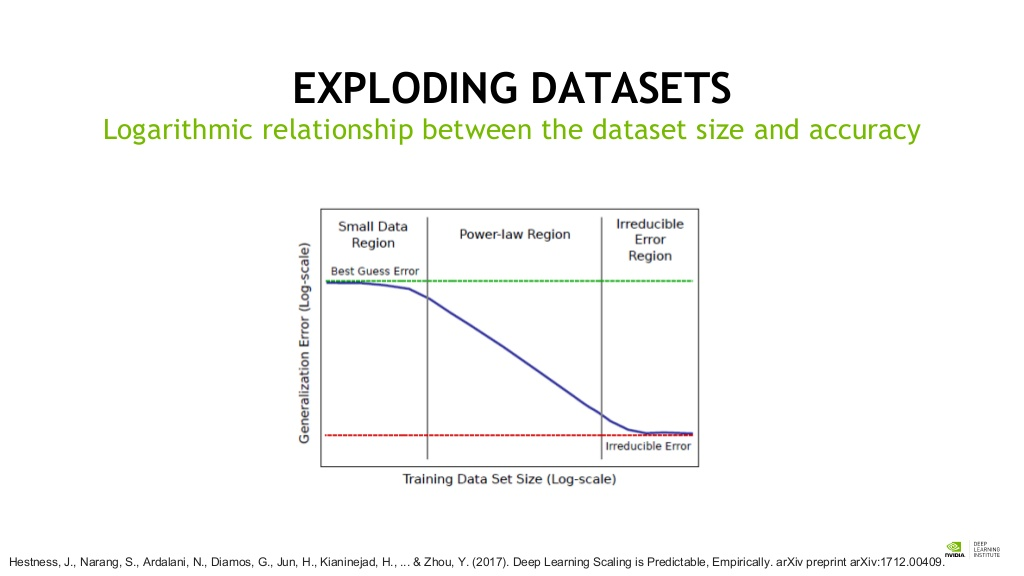 EXPLODING DATASETS
Logarithmic relationship between the dataset size and accuracy
Small Data
Region
Power-law Region
Irreducible
Error
Region
Best Guess Error
Generalization Error (Log-scale)
Irreducible Error
Training Data Set Size (Log-scale)
NVIDIA
DEEP
LEARNING
INSTITUTE
Hestness, J., Narang, S., Ardalani, N., Diamos, G., Jun, H., Kianinejad, H., ... & Zhou, Y. (2017). Deep Learning Scaling is Predictable, Empirically. arXiv preprint arXiv:1712.00409.